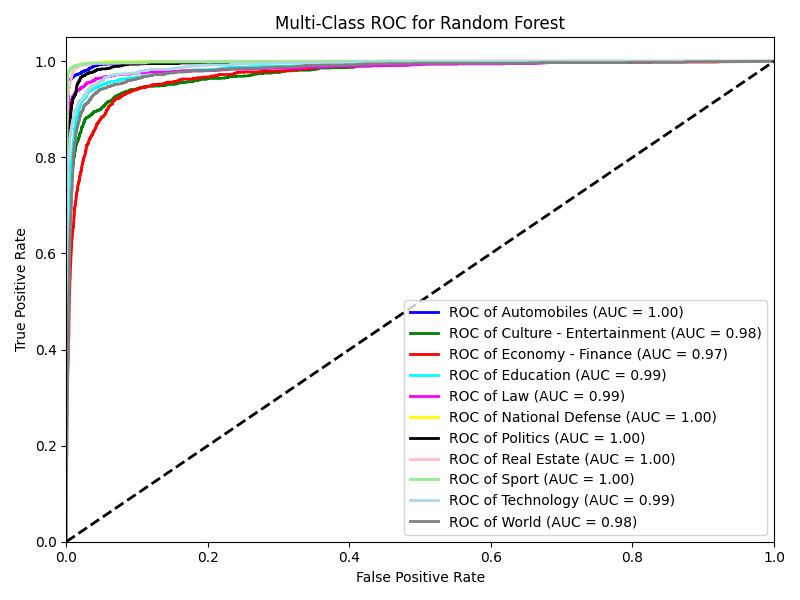 Multi-Class ROC for Random Forest
True Positive Rate
1.0
0.8
0.6
0.4
0.2
0.0
ROC of Automobiles (AUC = 1.00)
ROC of Culture - Entertainment (AUC = 0.98)
ROC of Economy - Finance (AUC = 0.97)
ROC of Education (AUC = 0.99)
ROC of Law (AUC = 0.99)
ROC of National Defense (AUC = 1.00)
ROC of Politics (AUC = 1.00)
ROC of Real Estate (AUC = 1.00)
ROC of Sport (AUC = 1.00)
ROC of Technology (AUC = 0.99)
ROC of World (AUC = 0.98)
0.0 0.2 0.4 0.6 0.8 1.0
False Positive Rate